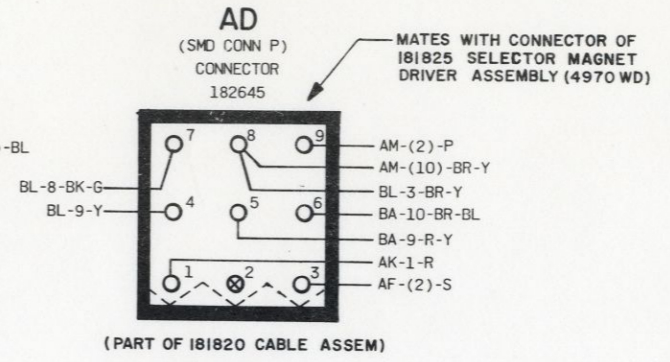 AD
(SMD CONN P)
CONNECTOR
182645
MATES WITH CONNECTOR OF
181825 SELECTOR MAGNET
DRIVER ASSEMBLY (4970 WD)
-BL
7
8
9
AM-(2)-P
AM-(10)-BR-Y
BL-8-BK-G
BL-3-BR-Y
BL-9-Y
4
5
6
BA-10-BR-BL
BA-9-R-Y
AK-1-R
1
2
3
AF-(2)-S
(PART OF 181820 CABLE ASSEM)